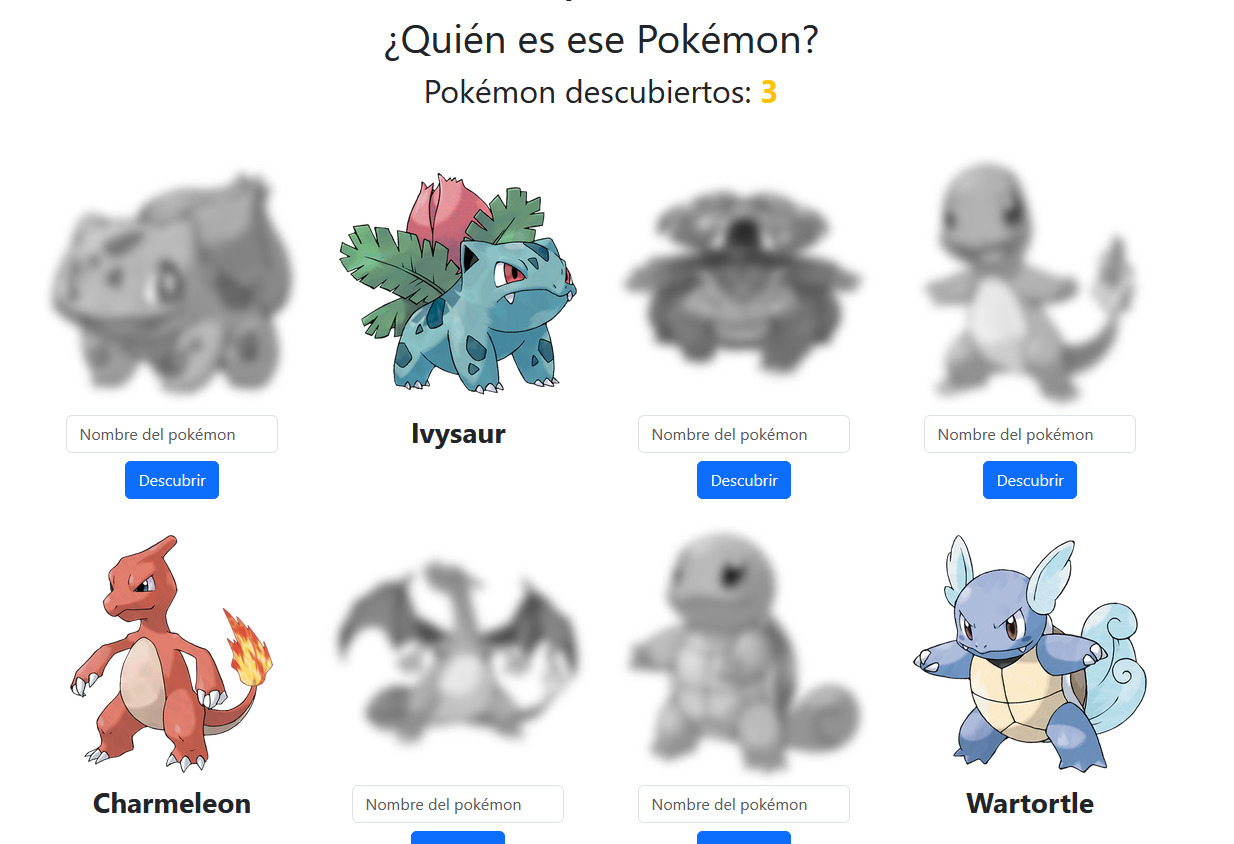 ¿Quién es ese Pokémon?
Pokémon descubiertos: 3
Nombre del pokémon
Descubrir
Ivysaur
Nombre del pokémon
Descubrir
Nombre del pokémon
Descubrir
Charmeleon
Nombre del pokémon
Nombre del pokémon
Wartortle